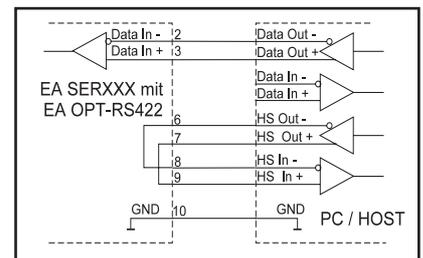 Data In - 2 Data Out -
Data In + 3 Data Out +
Data In -
Data In +
EA SERXXX mit
EA OPT-RS422
6 HS Out -
7 HS Out +
8 HS In -
9 HS In +
GND 10 GND
PC / HOST